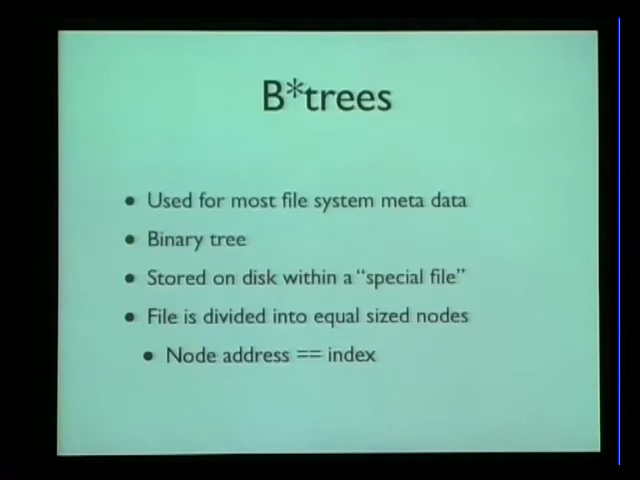 B*trees
• Used for most file system meta data
• Binary tree
• Stored on disk within a “special file”
• File is divided into equal sized nodes
• Node address == index